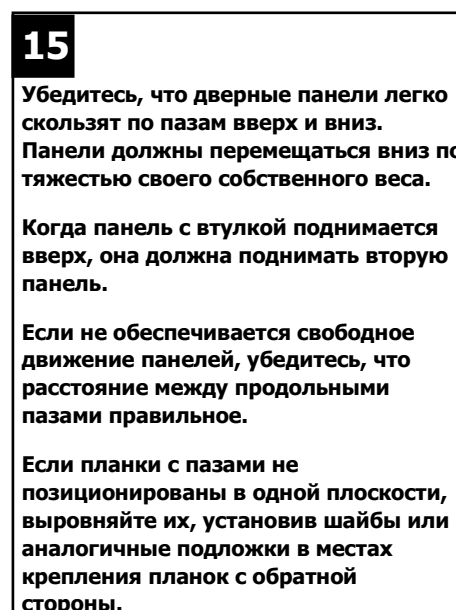 15
Убедитесь, что дверные панели легко
скользят по пазам вверх и вниз.
Панели должны перемещаться вниз по
тяжестью своего собственного веса.
Когда панель с втулкой поднимается
вверх, она должна поднимать вторую
панель.
Если не обеспечивается свободное
движение панелей, убедитесь, что
расстояние между продольными
пазами правильное.
Если планки с пазами не
позиционированы в одной плоскости,
выровняйте их, установив шайбы или
аналогичные подложки в местах
крепления планок с обратной
стороны.